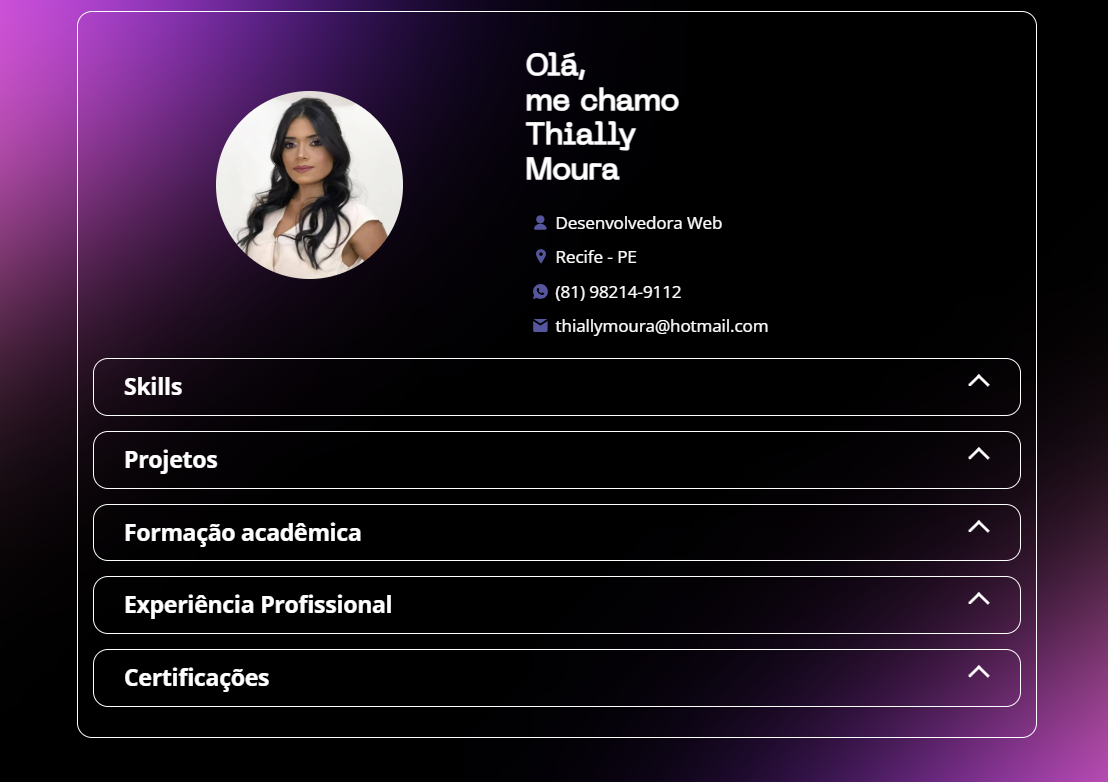 Olá,
me chamo
Thially
Moura
Desenvolvedora Web
Recife - PE
(81) 98214-9112
thiallymoura@hotmail.com
Skills
Projetos
Formação acadêmica
Experiência Profissional
Certificações